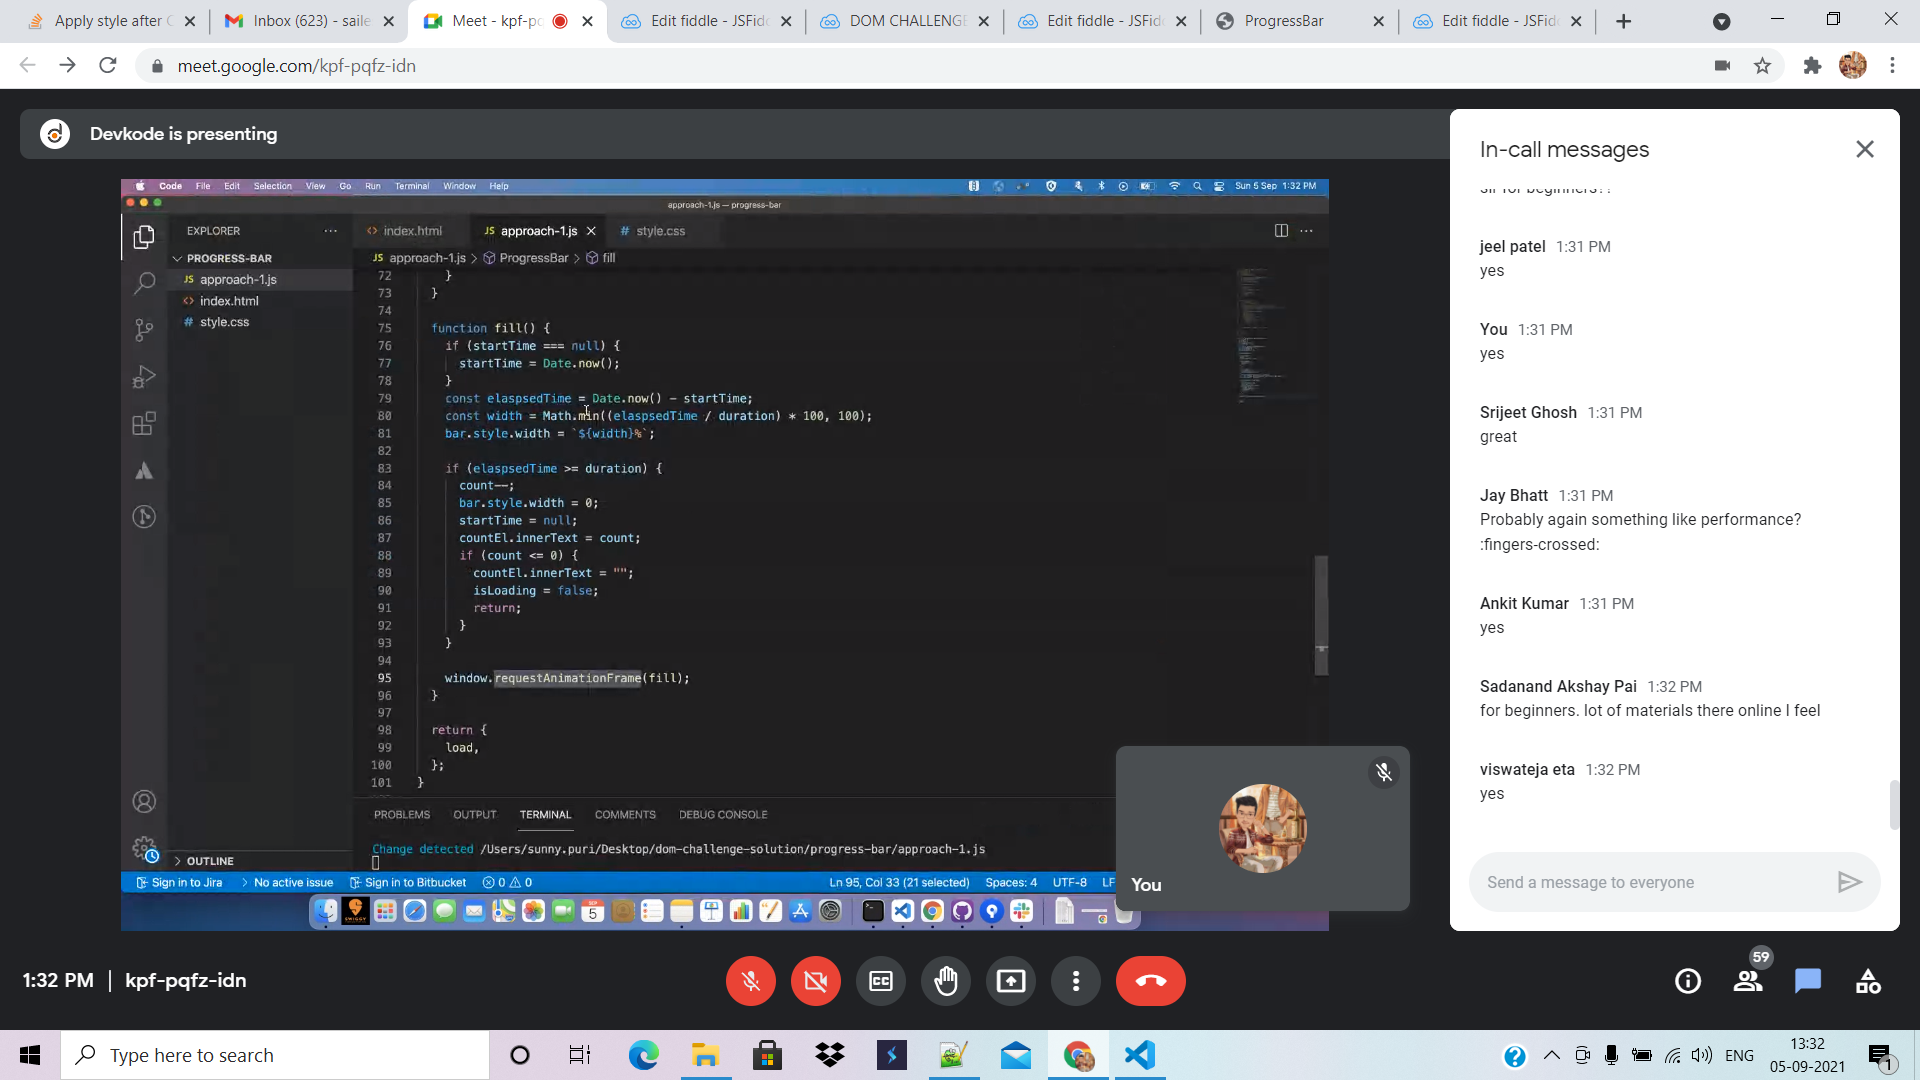 Apply style after C
Inbox (623) - saile
Meet - kpf-pq
Edit fiddle - JSFid
DOM CHALLENGE
Edit fiddle - JSFid
ProgressBar
Edit fiddle - JSFid
meet.google.com/kpf-pqfz-idn
Devkode is presenting
Code File Edit Selection View Go Run Terminal Window Help
Sun 5 Sep 1:32 PM
approach-1.js — progress-bar
EXPLORER
PROGRESS-BAR
JS approach-1.js
<> index.html
# style.css
OUTLINE
<> index.html
JS approach-1.js
# style.css
JS approach-1.js > ProgressBar > fill
72 }
73 }
74
75 function fill() {
76 if (startTime === null) {
77 startTime = Date.now();
78 }
79 const elaspsedTime = Date.now() - startTime;
80 const width = Math.min((elaspsedTime / duration) * 100, 100);
81 bar.style.width = `${width}%`;
82
83 if (elaspsedTime >= duration) {
84 count--;
85 bar.style.width = 0;
86 startTime = null;
87 countEl.innerText = count;
88 if (count <= 0) {
89 countEl.innerText = "";
90 isLoading = false;
91 return;
92 }
93 }
94
95 window.requestAnimationFrame(fill);
96 }
97
98 return {
99 load,
100 };
101 }
PROBLEMS OUTPUT TERMINAL COMMENTS DEBUG CONSOLE
Change detected /Users/sunny.puri/Desktop/dom-challenge-solution/progress-bar/approach-1.js
Sign in to Jira > No active issue Sign in to Bitbucket 0 0
Ln 95, Col 33 (21 selected) Spaces: 4 UTF-8 LF
SWIGGY
SEP
5
You
In-call messages
sir for beginners??
jeel patel 1:31 PM
yes
You 1:31 PM
yes
Srijeet Ghosh 1:31 PM
great
Jay Bhatt 1:31 PM
Probably again something like performance?
:fingers-crossed:
Ankit Kumar 1:31 PM
yes
Sadanand Akshay Pai 1:32 PM
for beginners. lot of materials there online I feel
viswateja eta 1:32 PM
yes
Send a message to everyone
1:32 PM | kpf-pqfz-idn
CC
59
Type here to search
ENG
13:32
05-09-2021
1